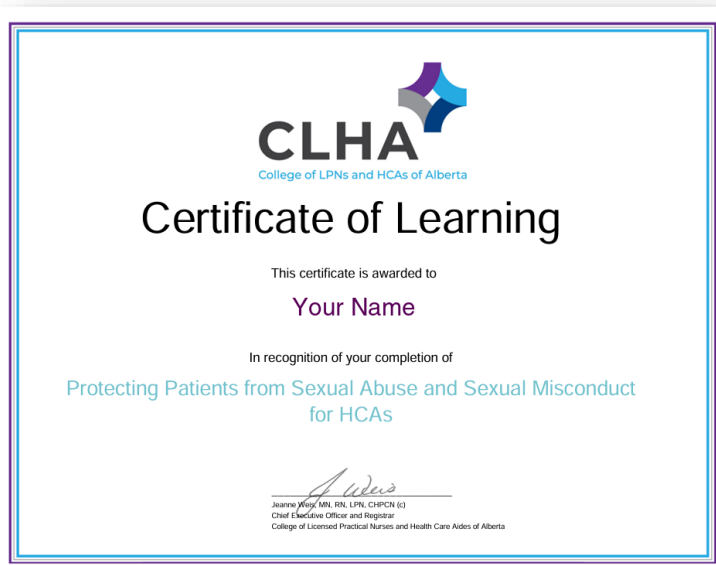 CLHA
College of LPNs and HCAs of Alberta
Certificate of Learning
This certificate is awarded to
Your Name
In recognition of your completion of
Protecting Patients from Sexual Abuse and Sexual Misconduct
for HCAs
J Weis
Jeanne Weis, MN, RN, LPN, CHPCN (c)
Chief Executive Officer and Registrar
College of Licensed Practical Nurses and Health Care Aides of Alberta